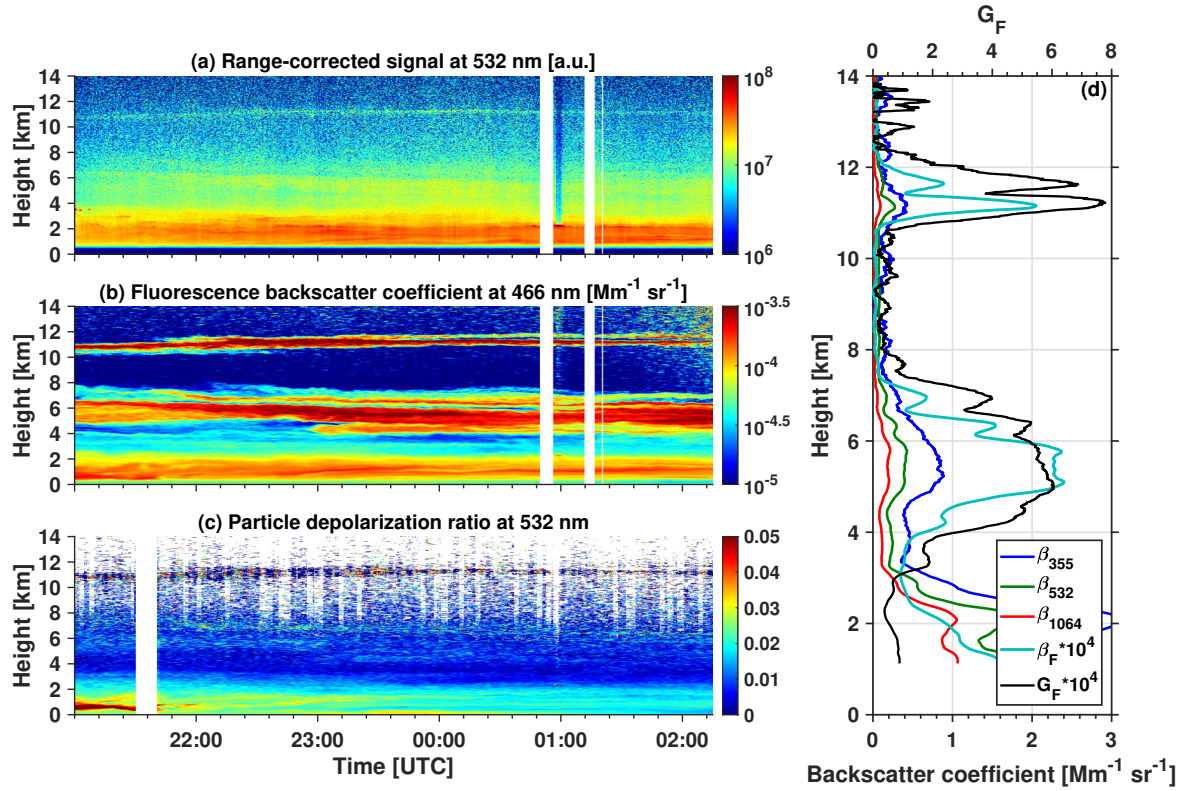 (a) Range-corrected signal at 532 nm [a.u.]
Height [km]
14
12
10
8
6
4
2
0
10^8
10^7
10^6
(b) Fluorescence backscatter coefficient at 466 nm [Mm^-1 sr^-1]
Height [km]
14
12
10
8
6
4
2
0
10^-3.5
10^-4
10^-4.5
10^-5
(c) Particle depolarization ratio at 532 nm
Height [km]
14
12
10
8
6
4
2
0
0.05
0.04
0.03
0.02
0.01
0
22:00 23:00 00:00 01:00 02:00
Time [UTC]
G_F
0 2 4 6 8
(d)
Height [km]
14
12
10
8
6
4
2
0
β_355
β_532
β_1064
β_F*10^4
G_F*10^4
0 1 2 3
Backscatter coefficient [Mm^-1 sr^-1]